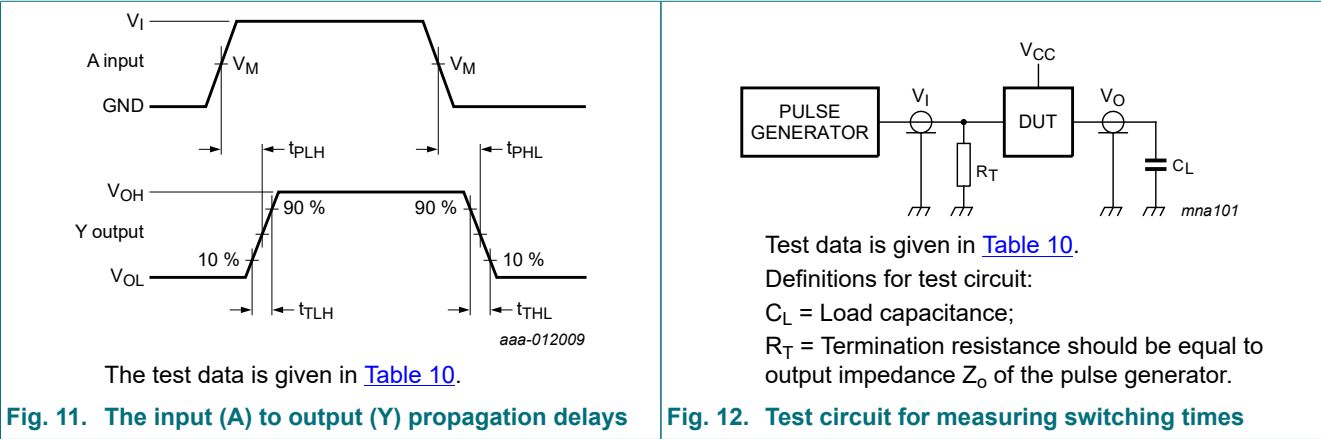 V_I
A input
V_M
V_M
GND
t_PLH
t_PHL
V_OH
90 %
90 %
Y output
10 %
10 %
V_OL
t_TLH
t_THL
aaa-012009
The test data is given in Table 10.
Fig. 11. The input (A) to output (Y) propagation delays
V_CC
PULSE
GENERATOR
V_I
DUT
V_O
R_T
C_L
mna101
Test data is given in Table 10.
Definitions for test circuit:
C_L = Load capacitance;
R_T = Termination resistance should be equal to
output impedance Z_o of the pulse generator.
Fig. 12. Test circuit for measuring switching times